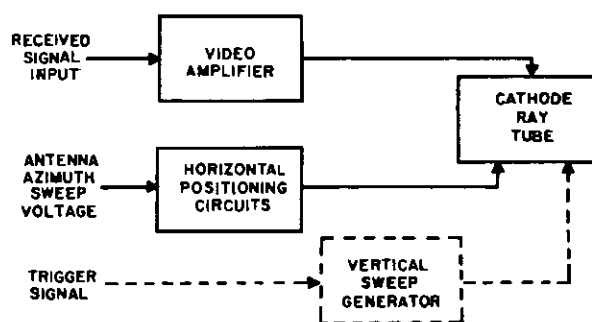 RECEIVED
SIGNAL
INPUT
VIDEO
AMPLIFIER
CATHODE
RAY
TUBE
ANTENNA
AZIMUTH
SWEEP
VOLTAGE
HORIZONTAL
POSITIONING
CIRCUITS
TRIGGER
SIGNAL
VERTICAL
SWEEP
GENERATOR